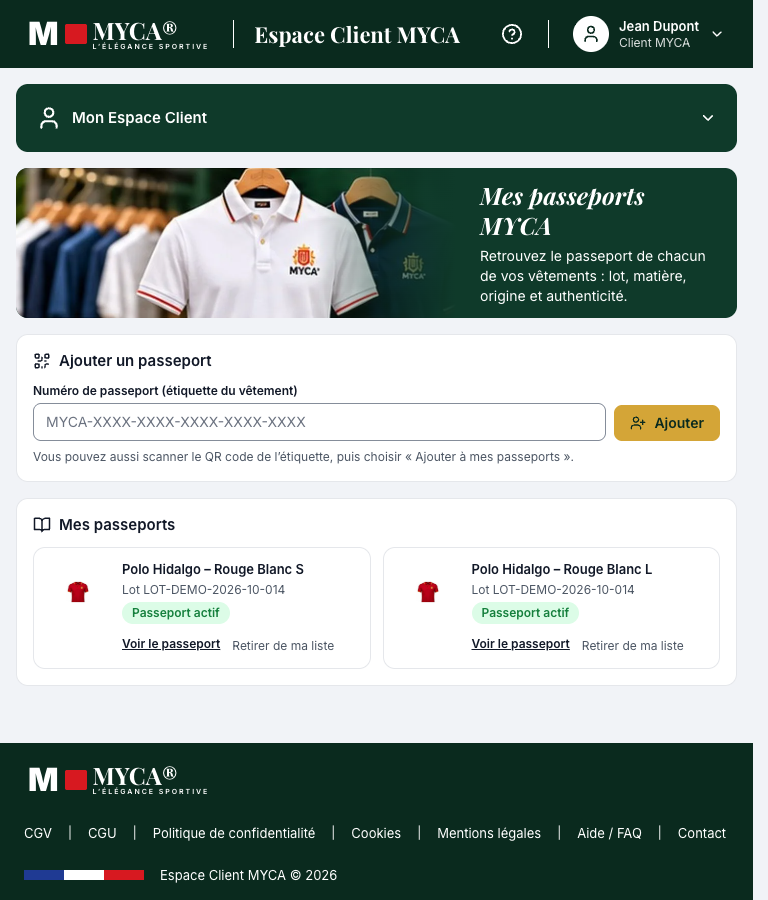 M MYCA®
L'ÉLÉGANCE SPORTIVE
Espace Client MYCA
Jean Dupont
Client MYCA
Mon Espace Client
MYCA
MYCA
Mes passeports
MYCA
Retrouvez le passeport de chacun
de vos vêtements : lot, matière,
origine et authenticité.
Ajouter un passeport
Numéro de passeport (étiquette du vêtement)
MYCA-XXXX-XXXX-XXXX-XXXX-XXXX
Ajouter
Vous pouvez aussi scanner le QR code de l'étiquette, puis choisir « Ajouter à mes passeports ».
Mes passeports
Polo Hidalgo – Rouge Blanc S
Lot LOT-DEMO-2026-10-014
Passeport actif
Voir le passeport Retirer de ma liste
Polo Hidalgo – Rouge Blanc L
Lot LOT-DEMO-2026-10-014
Passeport actif
Voir le passeport Retirer de ma liste
M MYCA®
L'ÉLÉGANCE SPORTIVE
CGV | CGU | Politique de confidentialité | Cookies | Mentions légales | Aide / FAQ | Contact
Espace Client MYCA © 2026